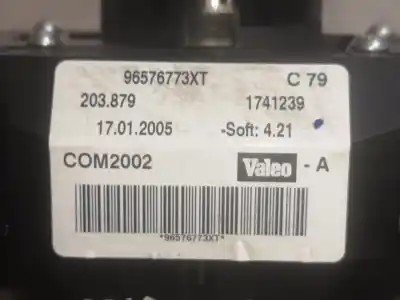 96576773XT C 79
203.879 1741239
17.01.2005 -Soft: 4.21
COM2002 Valeo - A
*96576773XT*